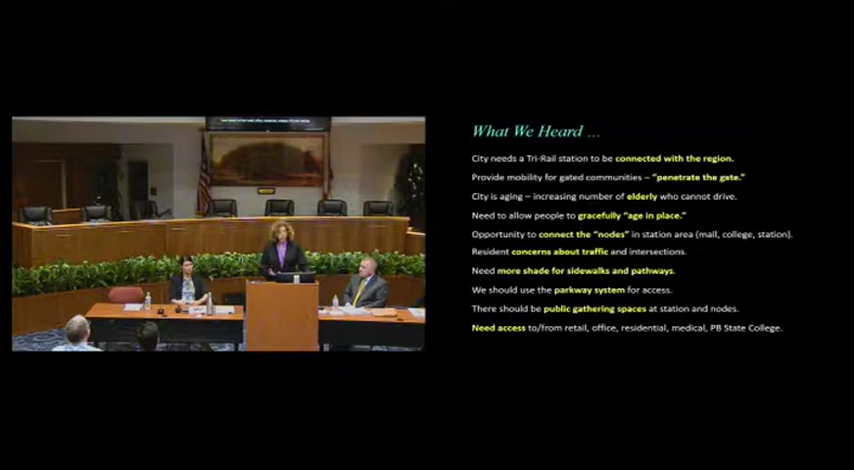 What We Heard ...
City needs a Tri-Rail station to be connected with the region.
Provide mobility for gated communities – "penetrate the gate."
City is aging – increasing number of elderly who cannot drive.
Need to allow people to gracefully "age in place."
Opportunity to connect the "nodes" in station area (mall, college, station).
Resident concerns about traffic and intersections.
Need more shade for sidewalks and pathways.
We should use the parkway system for access.
There should be public gathering spaces at station and nodes.
Need access to/from retail, office, residential, medical, PB State College.